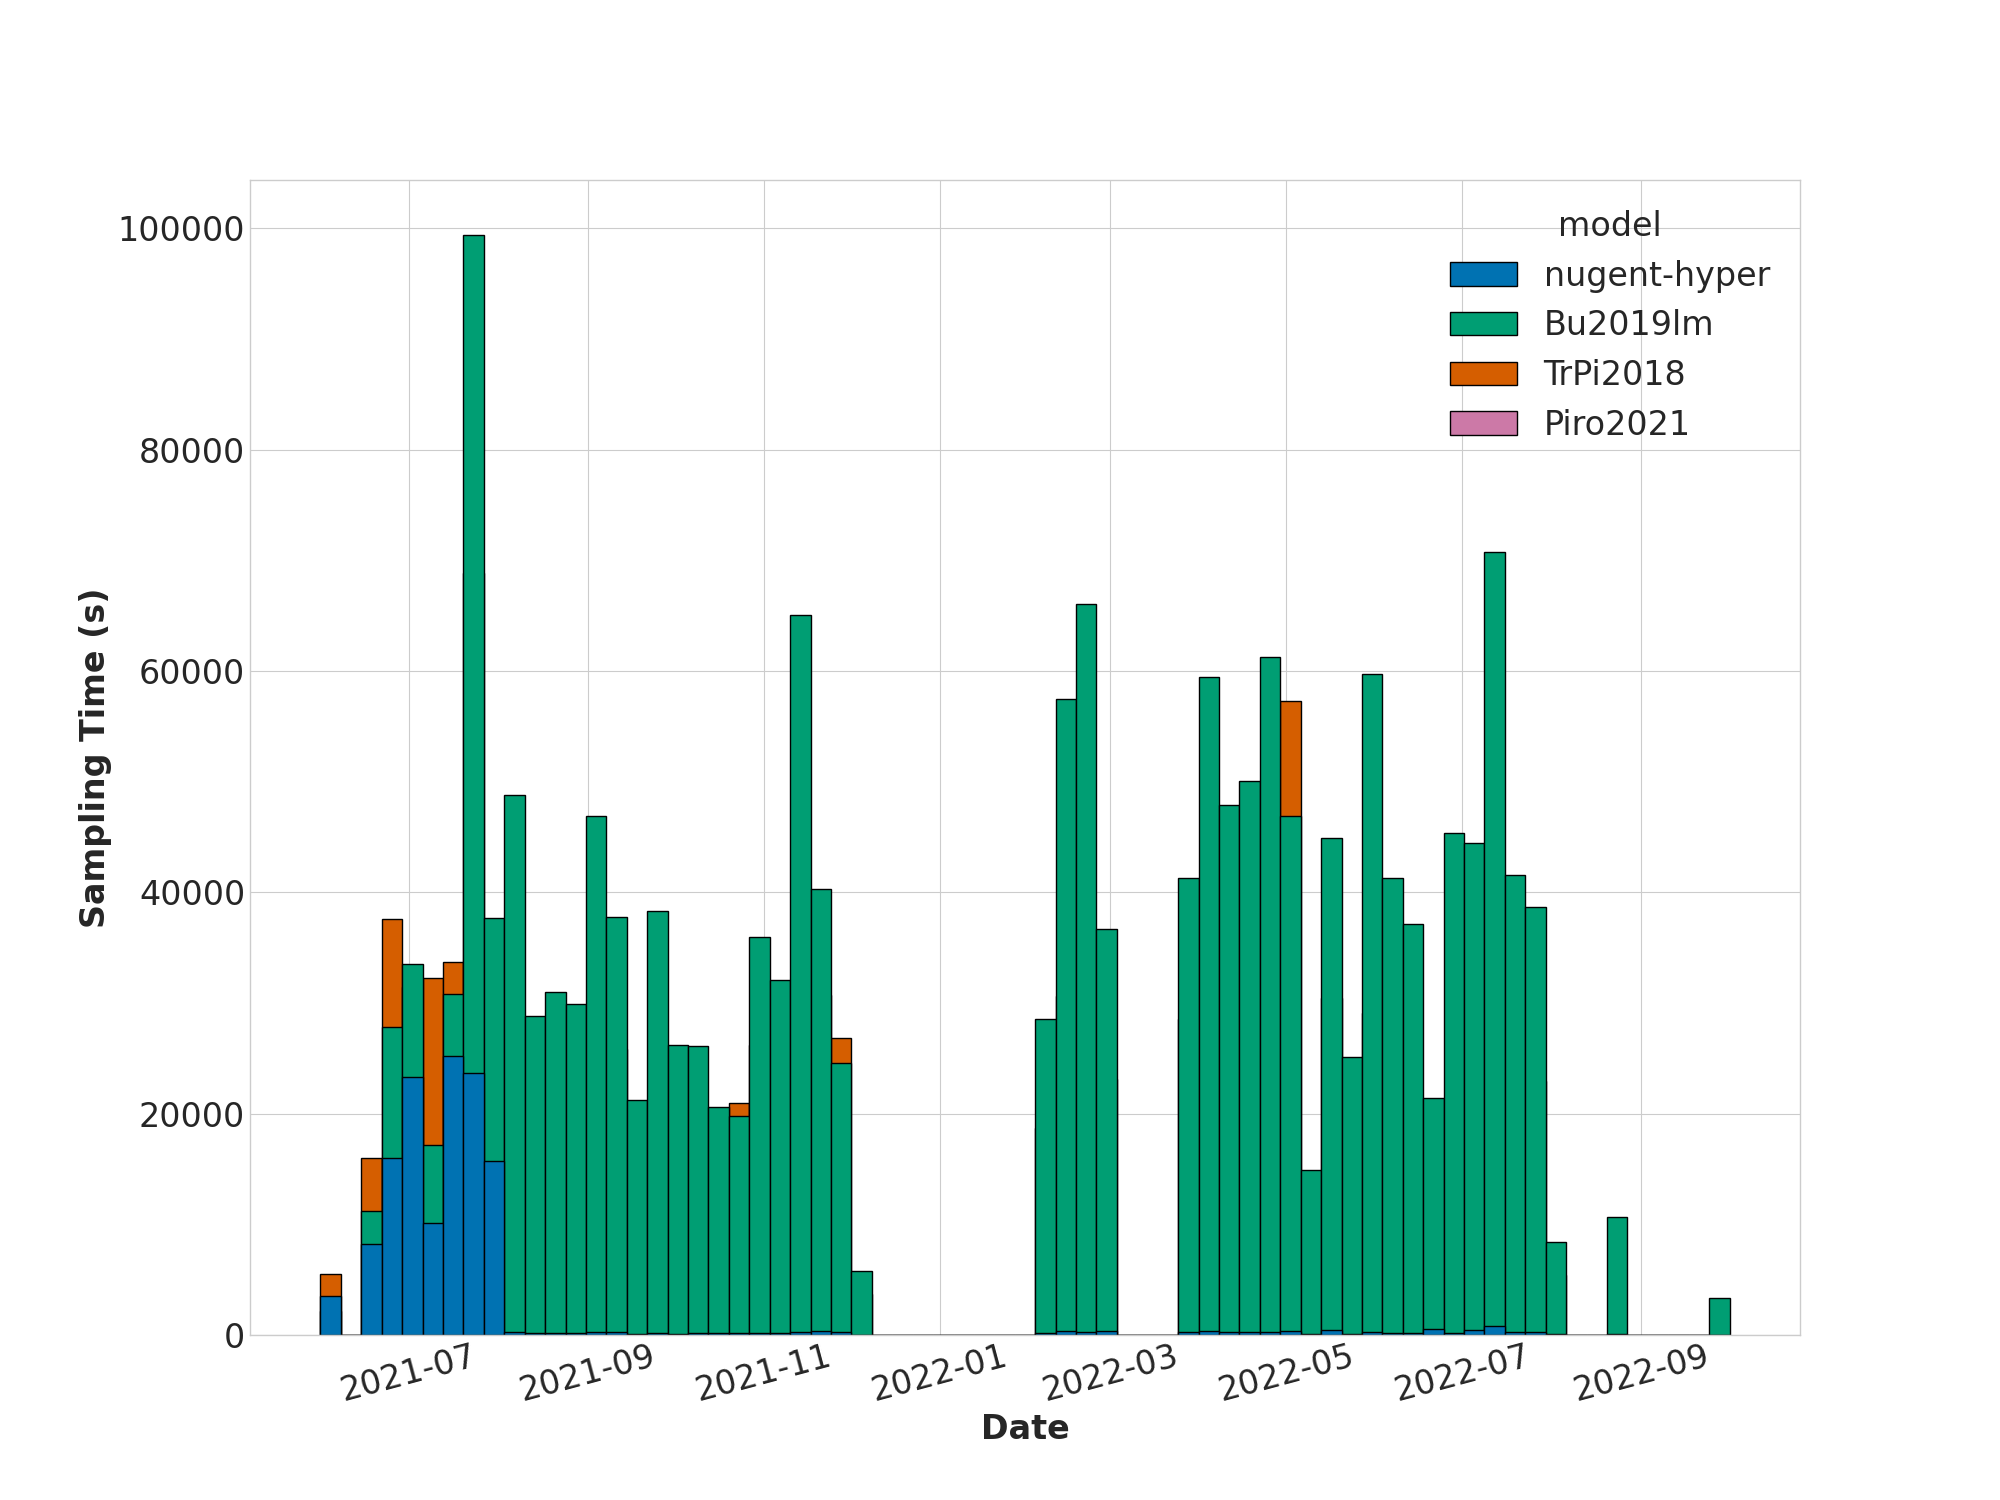 model
nugent-hyper
Bu2019lm
TrPi2018
Piro2021
100000
80000
60000
40000
20000
0
Sampling Time (s)
2021-07
2021-09
2021-11
2022-01
2022-03
2022-05
2022-07
2022-09
Date